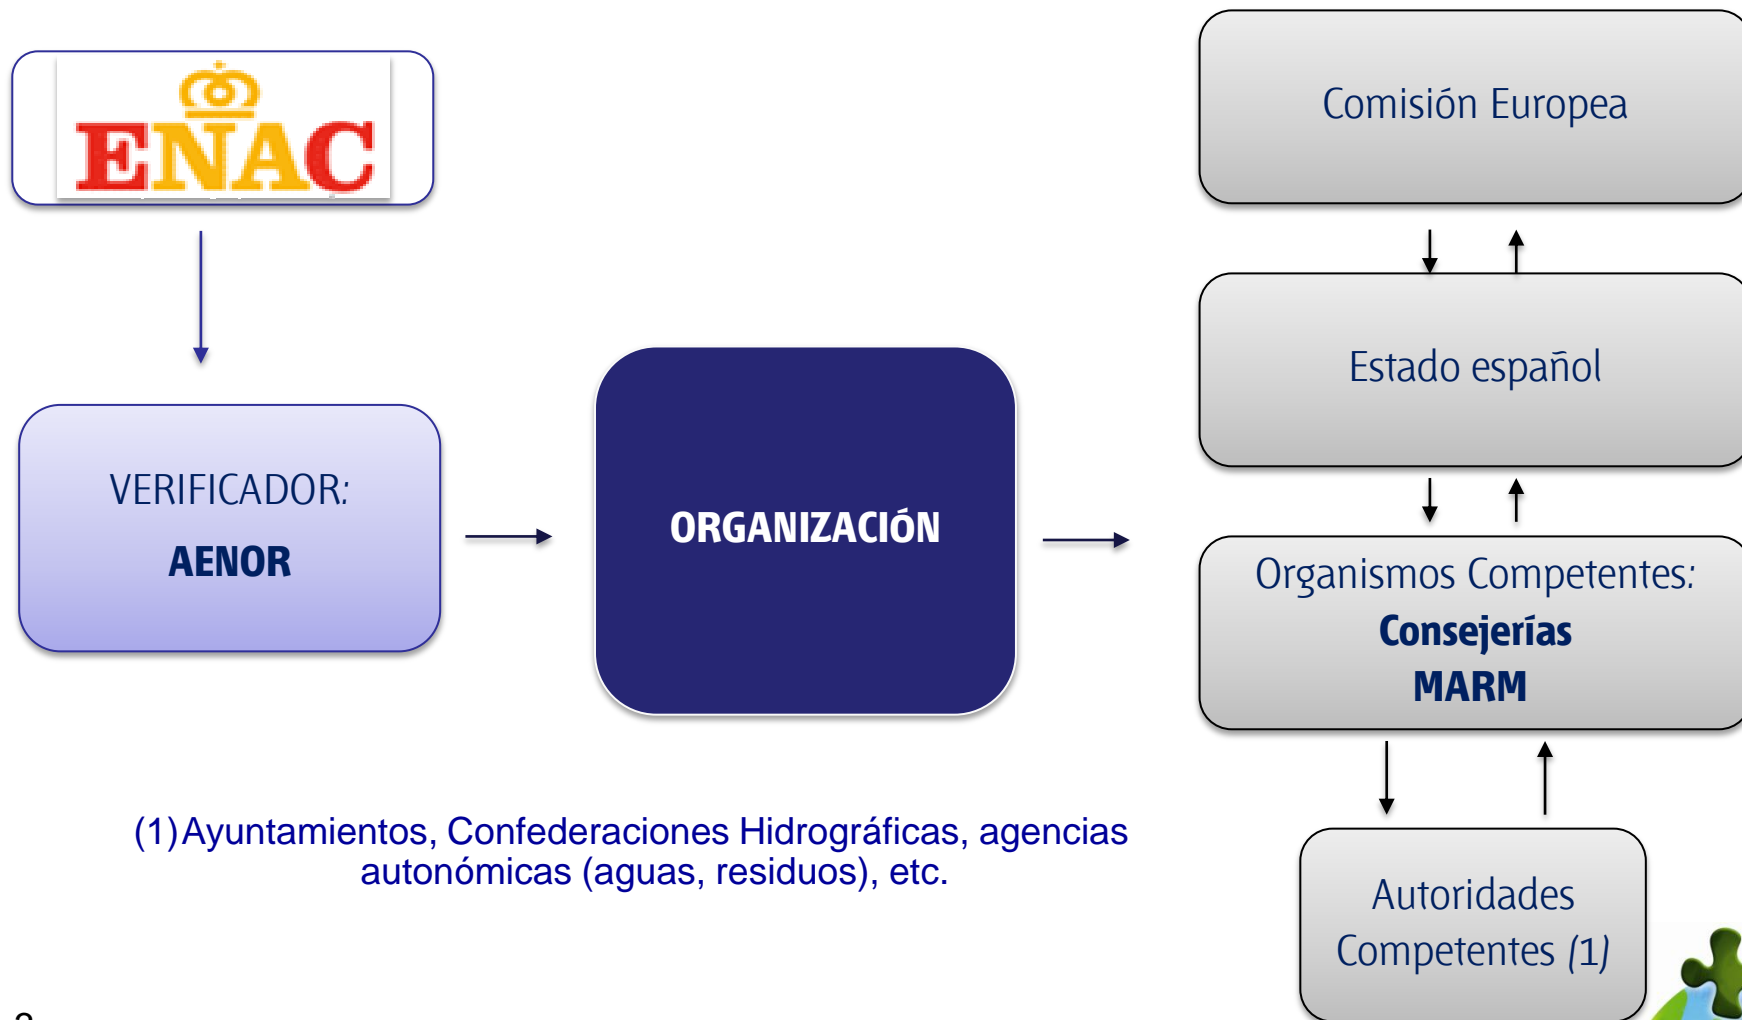 ENAC
VERIFICADOR:
AENOR
ORGANIZACIÓN
Comisión Europea
Estado español
Organismos Competentes:
Consejerías
MARM
Autoridades
Competentes (1)
(1) Ayuntamientos, Confederaciones Hidrográficas, agencias
autonómicas (aguas, residuos), etc.